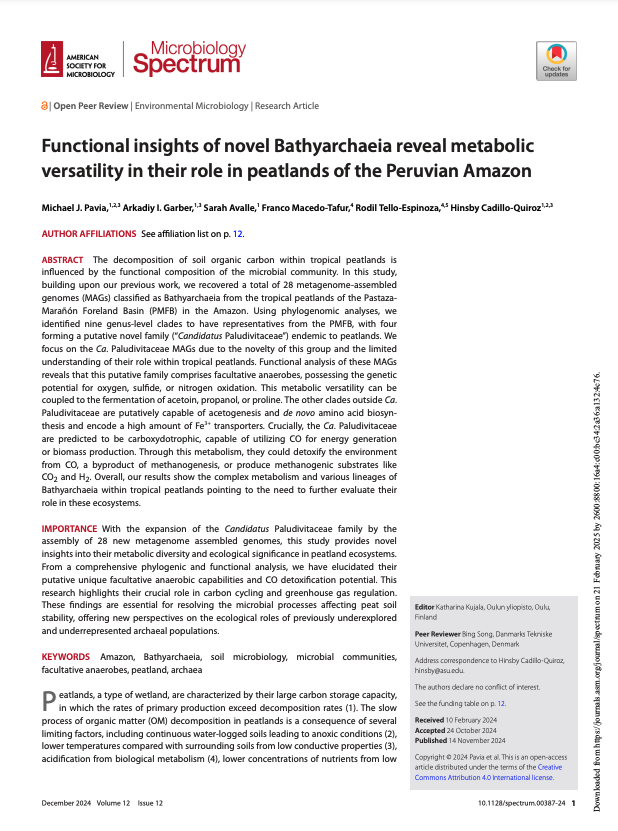 AMERICAN
SOCIETY FOR
MICROBIOLOGY
Microbiology
Spectrum
Check for
updates
| Open Peer Review | Environmental Microbiology | Research Article
Functional insights of novel Bathyarchaeia reveal metabolic
versatility in their role in peatlands of the Peruvian Amazon
Michael J. Pavia,1,2,3 Arkadiy I. Garber,1,3 Sarah Avalle,1 Franco Macedo-Tafur,4 Rodil Tello-Espinoza,4,5 Hinsby Cadillo-Quiroz1,2,3
AUTHOR AFFILIATIONS See affiliation list on p. 12.
ABSTRACT The decomposition of soil organic carbon within tropical peatlands is
influenced by the functional composition of the microbial community. In this study,
building upon our previous work, we recovered a total of 28 metagenome-assembled
genomes (MAGs) classified as Bathyarchaeia from the tropical peatlands of the Pastaza-
Marañón Foreland Basin (PMFB) in the Amazon. Using phylogenomic analyses, we
identified nine genus-level clades to have representatives from the PMFB, with four
forming a putative novel family ("Candidatus Paludivitaceae") endemic to peatlands. We
focus on the Ca. Paludivitaceae MAGs due to the novelty of this group and the limited
understanding of their role within tropical peatlands. Functional analysis of these MAGs
reveals that this putative family comprises facultative anaerobes, possessing the genetic
potential for oxygen, sulfide, or nitrogen oxidation. This metabolic versatility can be
coupled to the fermentation of acetoin, propanol, or proline. The other clades outside Ca.
Paludivitaceae are putatively capable of acetogenesis and de novo amino acid biosyn-
thesis and encode a high amount of Fe3+ transporters. Crucially, the Ca. Paludivitaceae
are predicted to be carboxydotrophic, capable of utilizing CO for energy generation
or biomass production. Through this metabolism, they could detoxify the environment
from CO, a byproduct of methanogenesis, or produce methanogenic substrates like
CO2 and H2. Overall, our results show the complex metabolism and various lineages of
Bathyarchaeia within tropical peatlands pointing to the need to further evaluate their
role in these ecosystems.
IMPORTANCE With the expansion of the Candidatus Paludivitaceae family by the
assembly of 28 new metagenome assembled genomes, this study provides novel
insights into their metabolic diversity and ecological significance in peatland ecosystems.
From a comprehensive phylogenic and functional analysis, we have elucidated their
putative unique facultative anaerobic capabilities and CO detoxification potential. This
research highlights their crucial role in carbon cycling and greenhouse gas regulation.
These findings are essential for resolving the microbial processes affecting peat soil
stability, offering new perspectives on the ecological roles of previously underexplored
and underrepresented archaeal populations.
KEYWORDS Amazon, Bathyarchaeia, soil microbiology, microbial communities,
facultative anaerobes, peatland, archaea
Peatlands, a type of wetland, are characterized by their large carbon storage capacity,
in which the rates of primary production exceed decomposition rates (1). The slow
process of organic matter (OM) decomposition in peatlands is a consequence of several
limiting factors, including continuous water-logged soils leading to anoxic conditions (2),
lower temperatures compared with surrounding soils from low conductive properties (3),
acidification from biological metabolism (4), lower concentrations of nutrients from low
Editor Katharina Kujala, Oulun yliopisto, Oulu,
Finland
Peer Reviewer Bing Song, Danmarks Tekniske
Universitet, Copenhagen, Denmark
Address correspondence to Hinsby Cadillo-Quiroz,
hinsby@asu.edu.
The authors declare no conflict of interest.
See the funding table on p. 12.
Received 10 February 2024
Accepted 24 October 2024
Published 14 November 2024
Copyright © 2024 Pavia et al. This is an open-access
article distributed under the terms of the Creative
Commons Attribution 4.0 International license.
December 2024 Volume 12 Issue 12
10.1128/spectrum.00387-24 1
Downloaded from https://journals.asm.org/journal/spectrum on 21 February 2025 by 2600:8800:16a4:c00:bc34:2a36:a132:4c76.